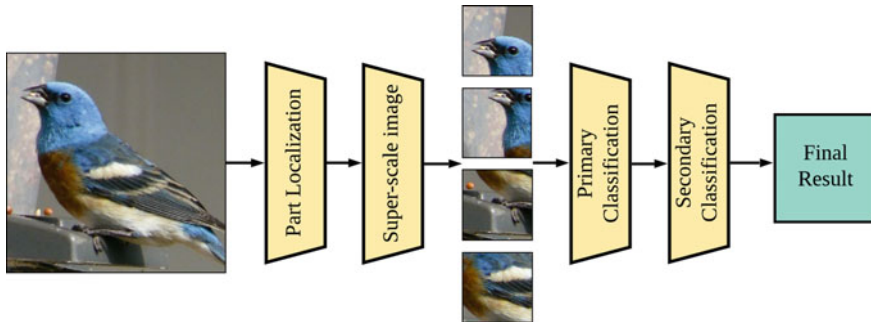 Part Localization
Super-scale image
Primary
Classification
Secondary
Classification
Final
Result